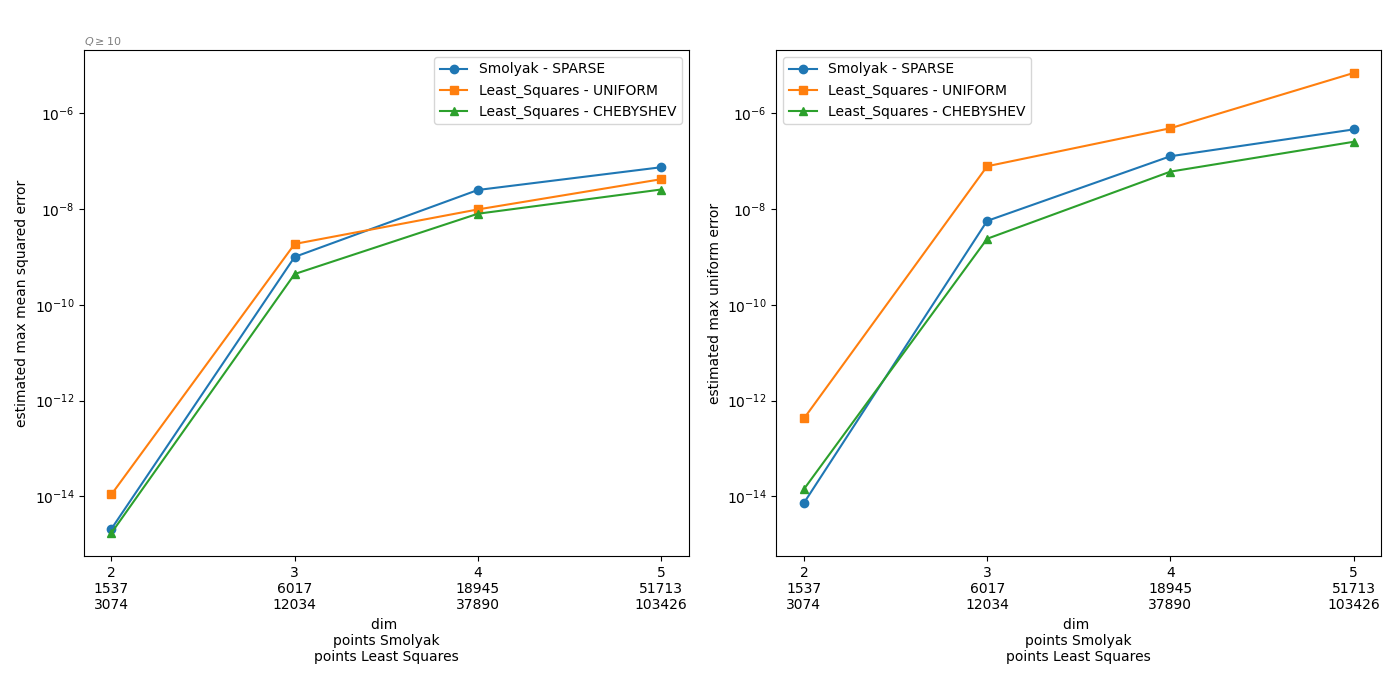 Q ≥ 10
Smolyak - SPARSE
Least_Squares - UNIFORM
Least_Squares - CHEBYSHEV
estimated max mean squared error
10⁻⁶
10⁻⁸
10⁻¹⁰
10⁻¹²
10⁻¹⁴
2 3 4 5
1537 6017 18945 51713
3074 12034 37890 103426
dim
points Smolyak
points Least Squares
Smolyak - SPARSE
Least_Squares - UNIFORM
Least_Squares - CHEBYSHEV
estimated max uniform error
10⁻⁶
10⁻⁸
10⁻¹⁰
10⁻¹²
10⁻¹⁴
2 3 4 5
1537 6017 18945 51713
3074 12034 37890 103426
dim
points Smolyak
points Least Squares